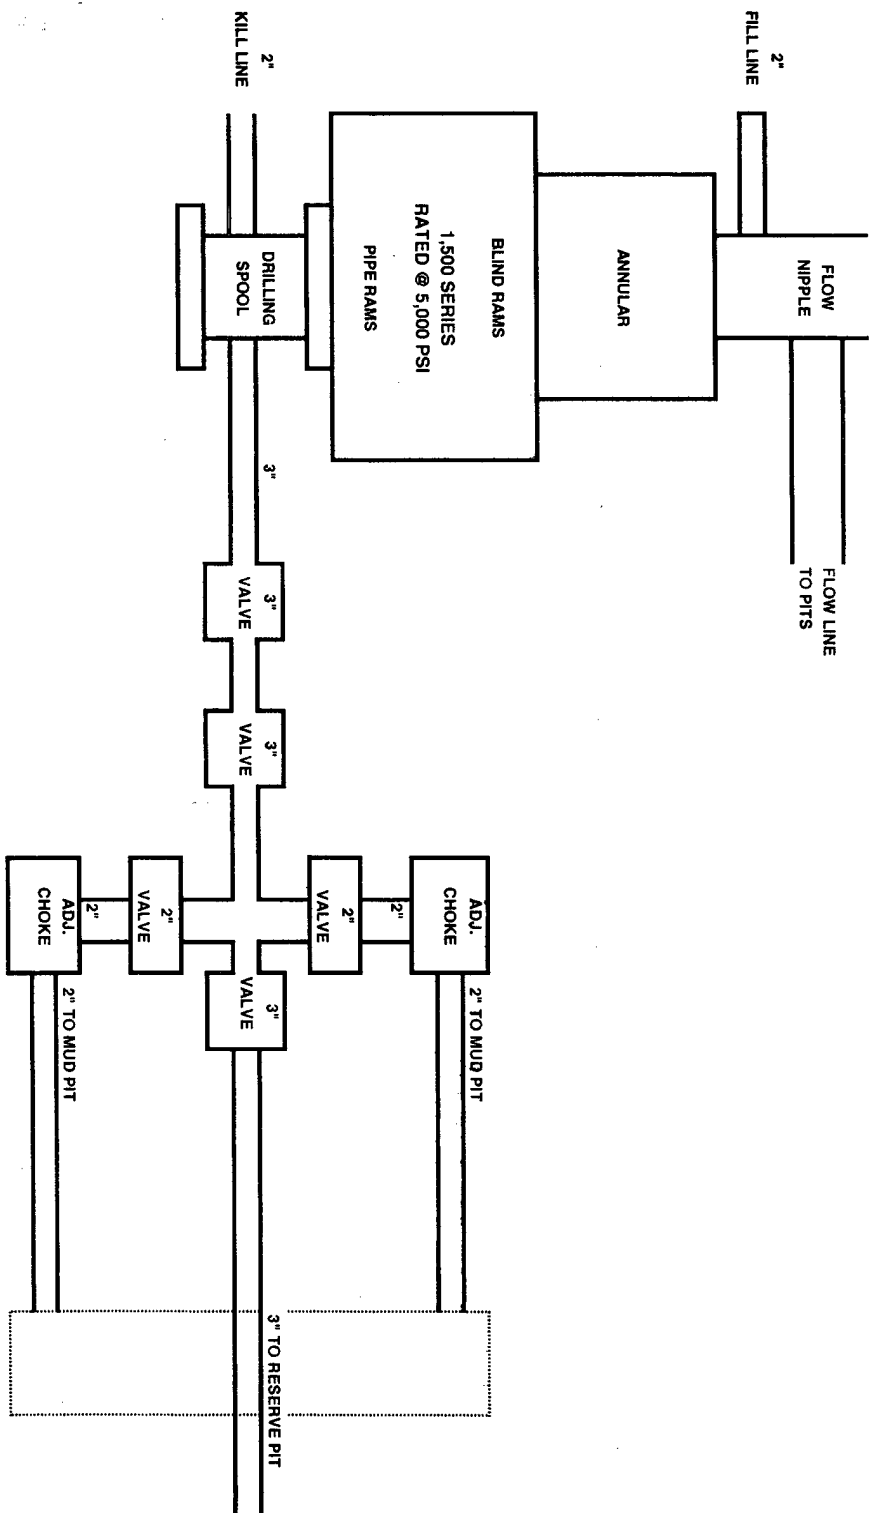 FLOW
NIPPLE
2"
FILL LINE
FLOW LINE
TO PITS
ANNULAR
BLIND RAMS
1,500 SERIES
RATED @ 5,000 PSI
PIPE RAMS
2"
KILL LINE
DRILLING
SPOOL
3"
3"
VALVE
3"
VALVE
ADJ.
CHOKE
2"
2"
VALVE
2" TO MUD PIT
3"
VALVE
3" TO RESERVE PIT
2"
VALVE
2"
ADJ.
CHOKE
2" TO MUD PIT